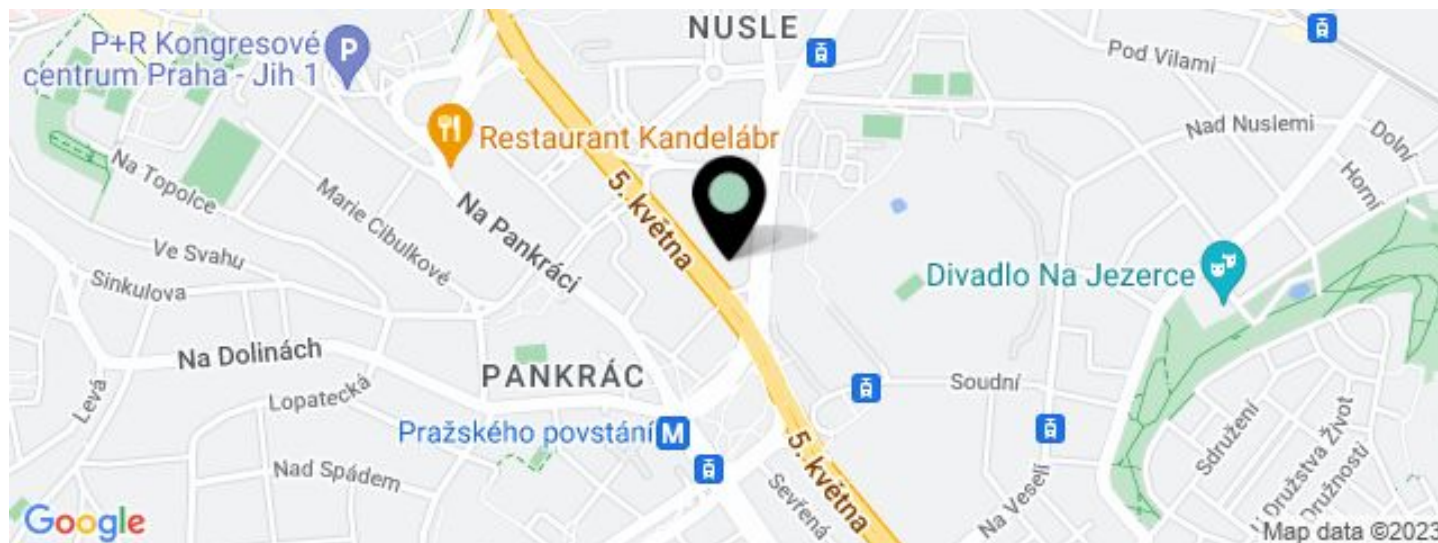 NUSLE
P+R Kongresové
centrum Praha - Jih 1
P
Pod Vilami
Restaurant Kandelábr
Nad Nuslemi
Dolní
Horní
Na Topolce
Marie Cibulkové
Na Pankráci
5. května
Ve Svahu
Sinkulova
Divadlo Na Jezerce
Na Dolinách
PANKRÁC
Levá
Lopatecká
Soudní
Pražského povstání M
5. května
Sdružení
Družstva Život
Družností
Nad Spádem
Sevřená
Na Veselí
Google
Map data ©2023